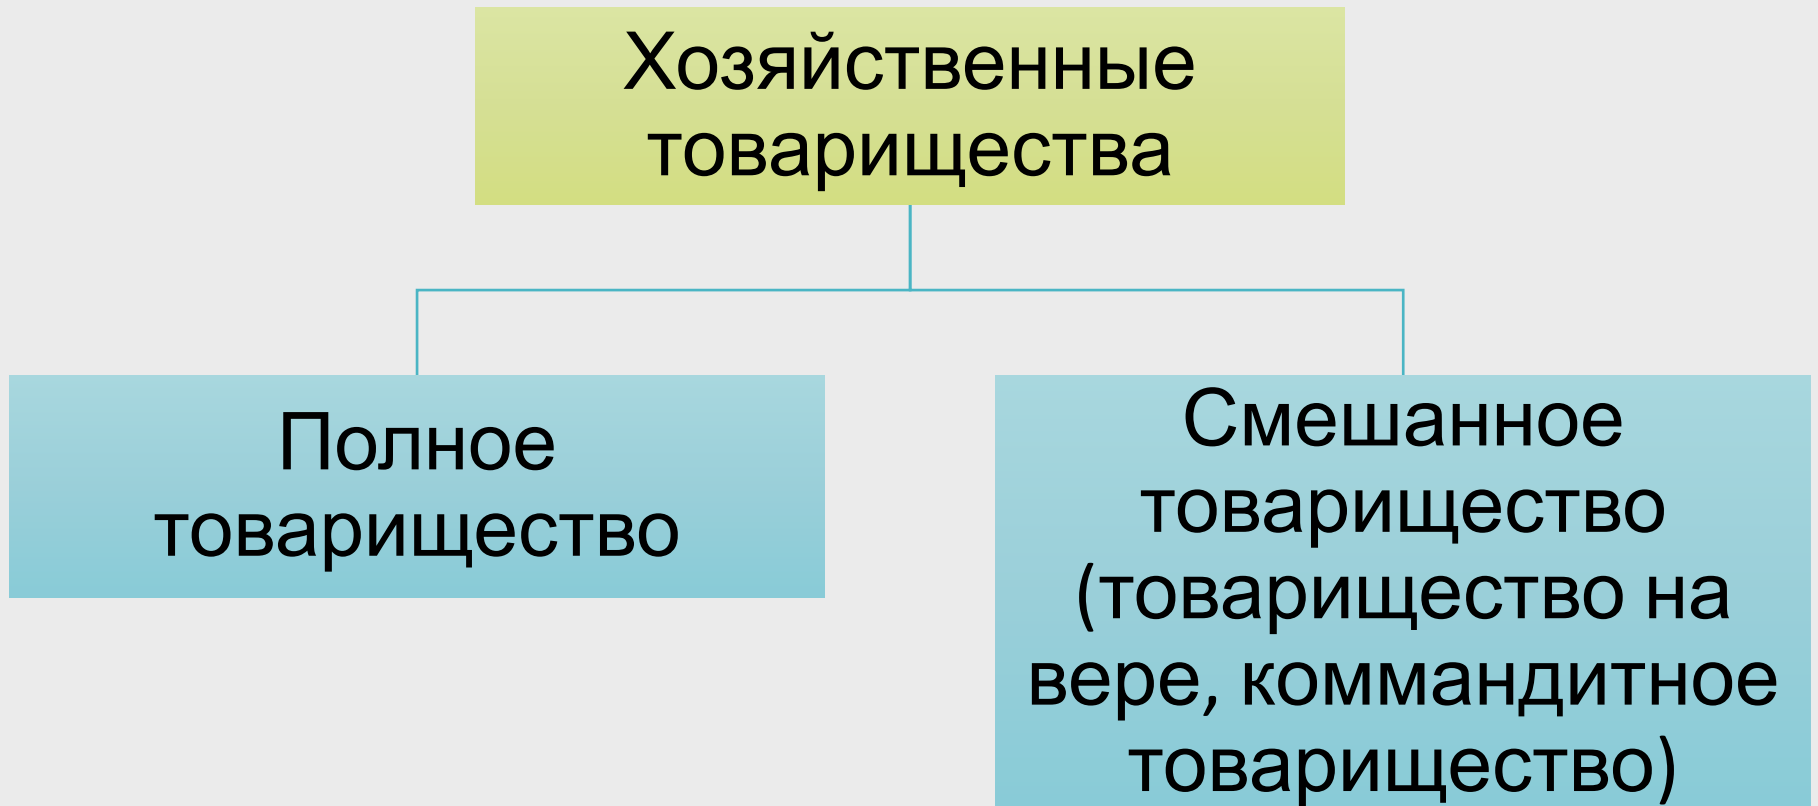 Хозяйственные
товарищества
Полное
товарищество
Смешанное
товарищество
(товарищество на
вере, коммандитное
товарищество)